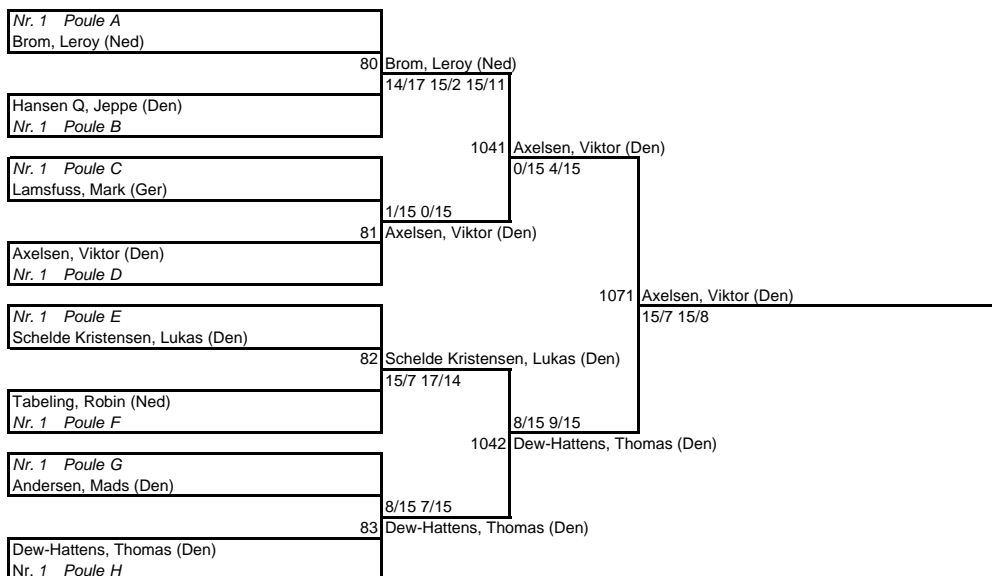 Nr. 1 Poule A
Brom, Leroy (Ned)
80 Brom, Leroy (Ned)
14/17 15/2 15/11
Hansen Q, Jeppe (Den)
Nr. 1 Poule B
1041 Axelsen, Viktor (Den)
0/15 4/15
Nr. 1 Poule C
Lamsfuss, Mark (Ger)
1/15 0/15
81 Axelsen, Viktor (Den)
Axelsen, Viktor (Den)
Nr. 1 Poule D
1071 Axelsen, Viktor (Den)
15/7 15/8
Nr. 1 Poule E
Schelde Kristensen, Lukas (Den)
82 Schelde Kristensen, Lukas (Den)
15/7 17/14
Tabeling, Robin (Ned)
Nr. 1 Poule F
8/15 9/15
1042 Dew-Hattens, Thomas (Den)
Nr. 1 Poule G
Andersen, Mads (Den)
8/15 7/15
83 Dew-Hattens, Thomas (Den)
Dew-Hattens, Thomas (Den)
Nr. 1 Poule H